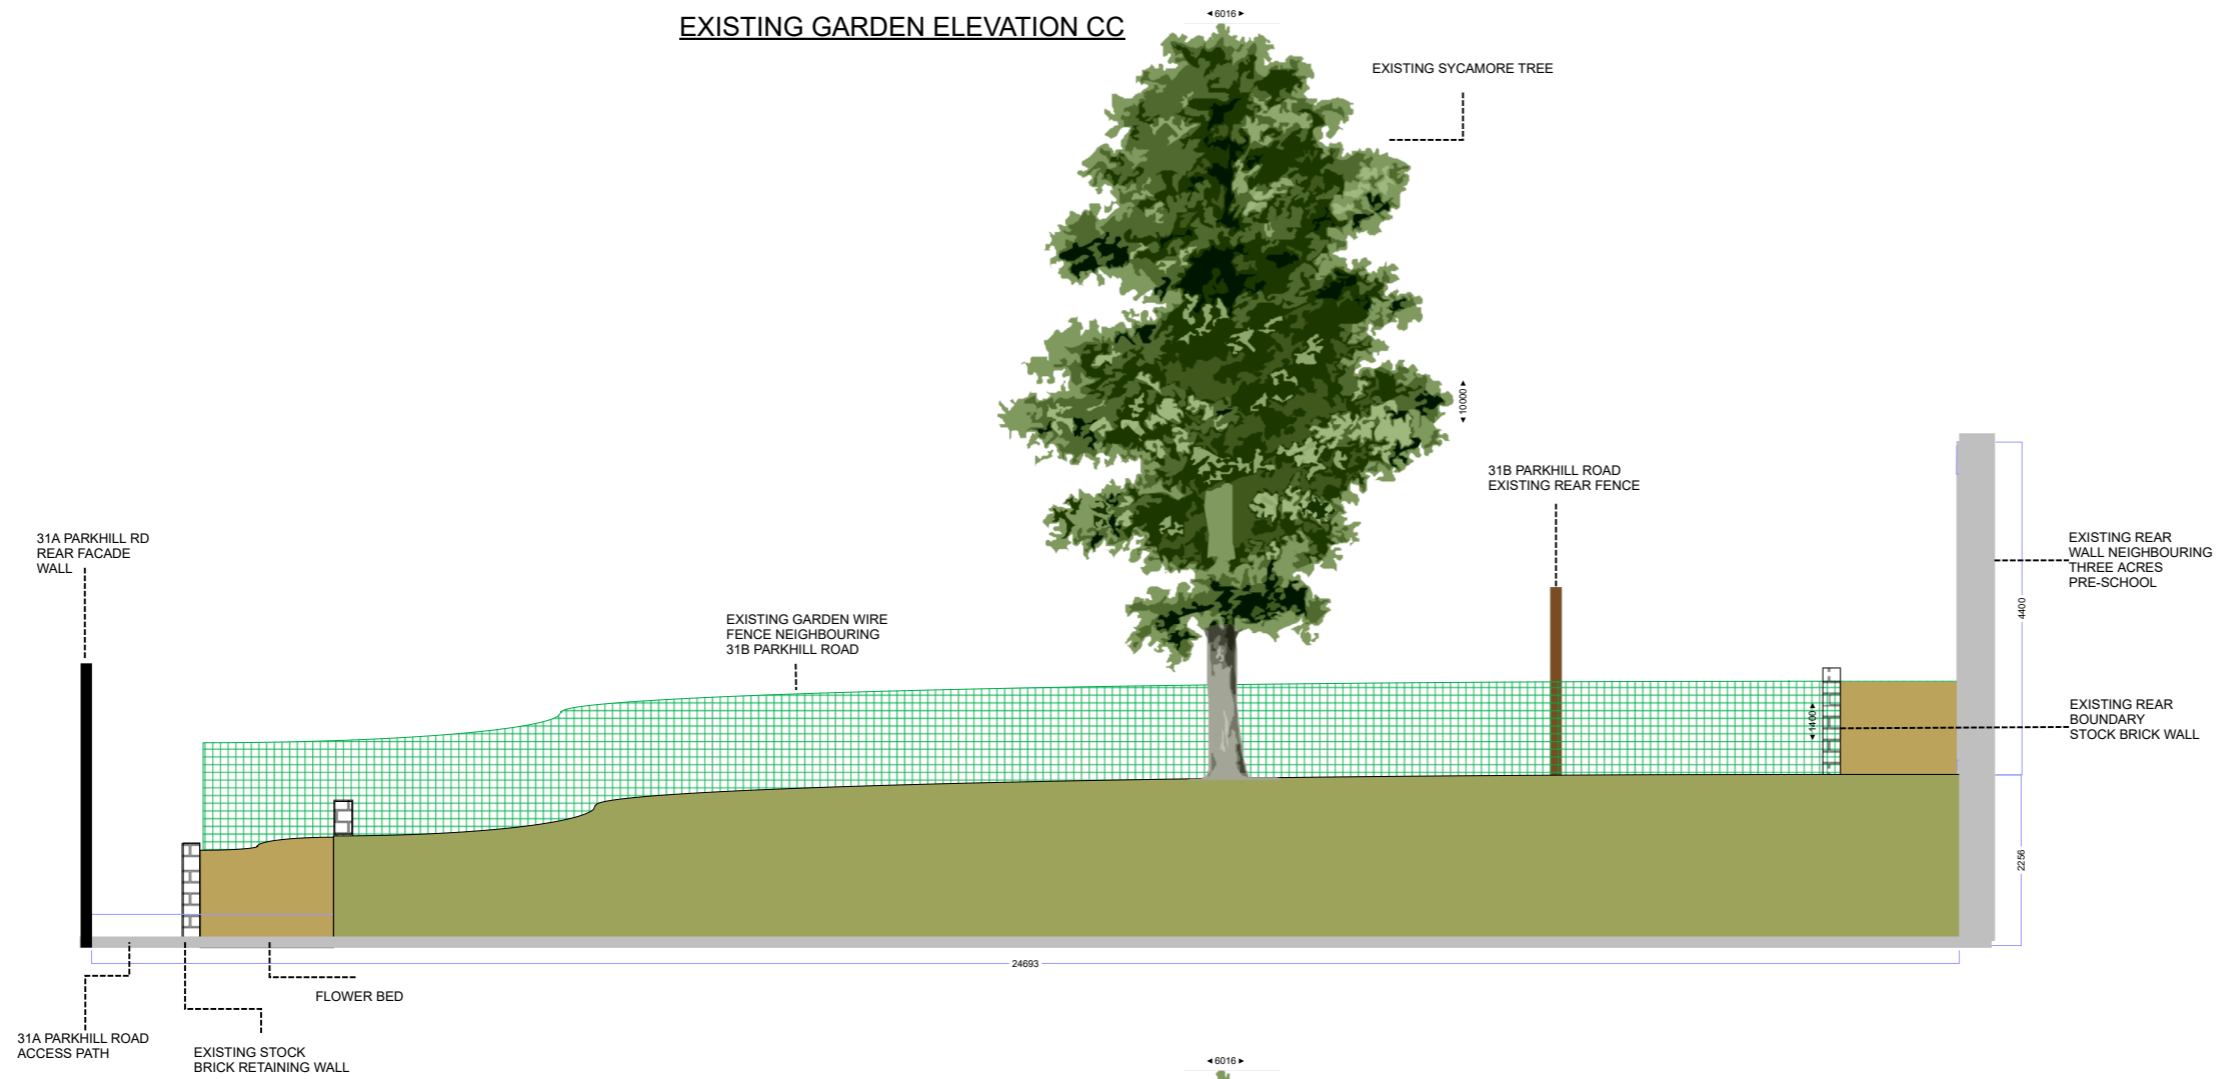 EXISTING GARDEN ELEVATION CC
6016
EXISTING SYCAMORE TREE
10000
31B PARKHILL ROAD
EXISTING REAR FENCE
31A PARKHILL RD
REAR FACADE
WALL
EXISTING REAR
WALL NEIGHBOURING
THREE ACRES
PRE-SCHOOL
4400
EXISTING GARDEN WIRE
FENCE NEIGHBOURING
31B PARKHILL ROAD
1400
EXISTING REAR
BOUNDARY
STOCK BRICK WALL
2256
24693
FLOWER BED
31A PARKHILL ROAD
ACCESS PATH
EXISTING STOCK
BRICK RETAINING WALL
6016